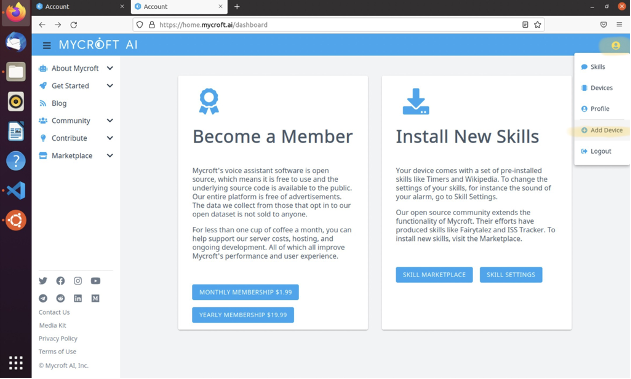 Account
Account
https://home.mycroft.ai/dashboard
MYCROFT AI
About Mycroft
Get Started
Blog
Community
Contribute
Marketplace
Contact Us
Media Kit
Privacy Policy
Terms of Use
© Mycroft AI, Inc.
Become a Member
Mycroft's voice assistant software is open
source, which means it is free to use and the
underlying source code is available to the public.
Our entire platform is free of advertisements.
The data we collect from those that opt in to our
open dataset is not sold to anyone.
For less than one cup of coffee a month, you can
help support our server costs, hosting, and
ongoing development. All of which all improve
Mycroft's performance and user experience.
MONTHLY MEMBERSHIP $1.99
YEARLY MEMBERSHIP $19.99
Install New Skills
Your device comes with a set of pre-installed
skills like Timers and Wikipedia. To change the
settings of your skills, for instance the sound of
your alarm, go to Skill Settings.
Our open source community extends the
functionality of Mycroft. Their efforts have
produced skills like Fairytalez and ISS Tracker. To
install new skills, visit the Marketplace.
SKILL MARKETPLACE
SKILL SETTINGS
Skills
Devices
Profile
Add Device
Logout